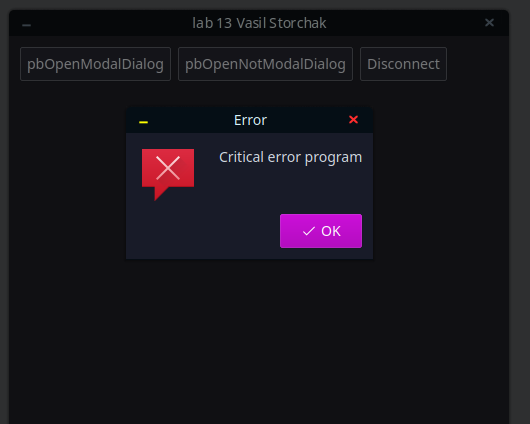 lab 13 Vasil Storchak
pbOpenModalDialog pbOpenNotModalDialog Disconnect
Error
Critical error program
OK